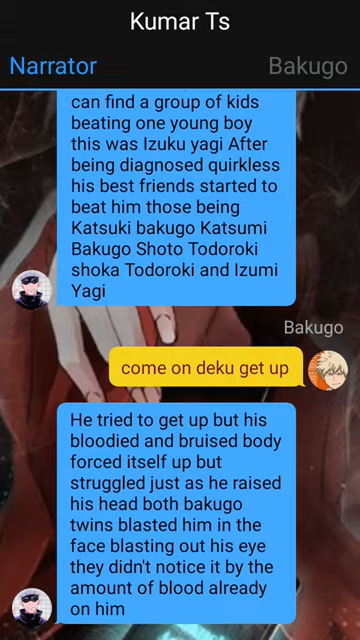 Kumar Ts
Narrator
Bakugo
can find a group of kids
beating one young boy
this was Izuku yagi After
being diagnosed quirkless
his best friends started to
beat him those being
Katsuki bakugo Katsumi
Bakugo Shoto Todoroki
shoka Todoroki and Izumi
Yagi
Bakugo
come on deku get up
He tried to get up but his
bloodied and bruised body
forced itself up but
struggled just as he raised
his head both bakugo
twins blasted him in the
face blasting out his eye
they didn't notice it by the
amount of blood already
on him